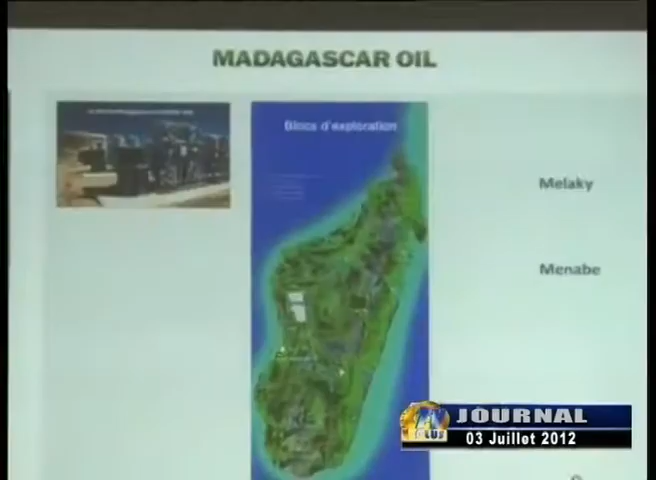 MADAGASCAR OIL
Blocs d'exploration
Melaky
Menabe
JOURNAL
03 Juillet 2012